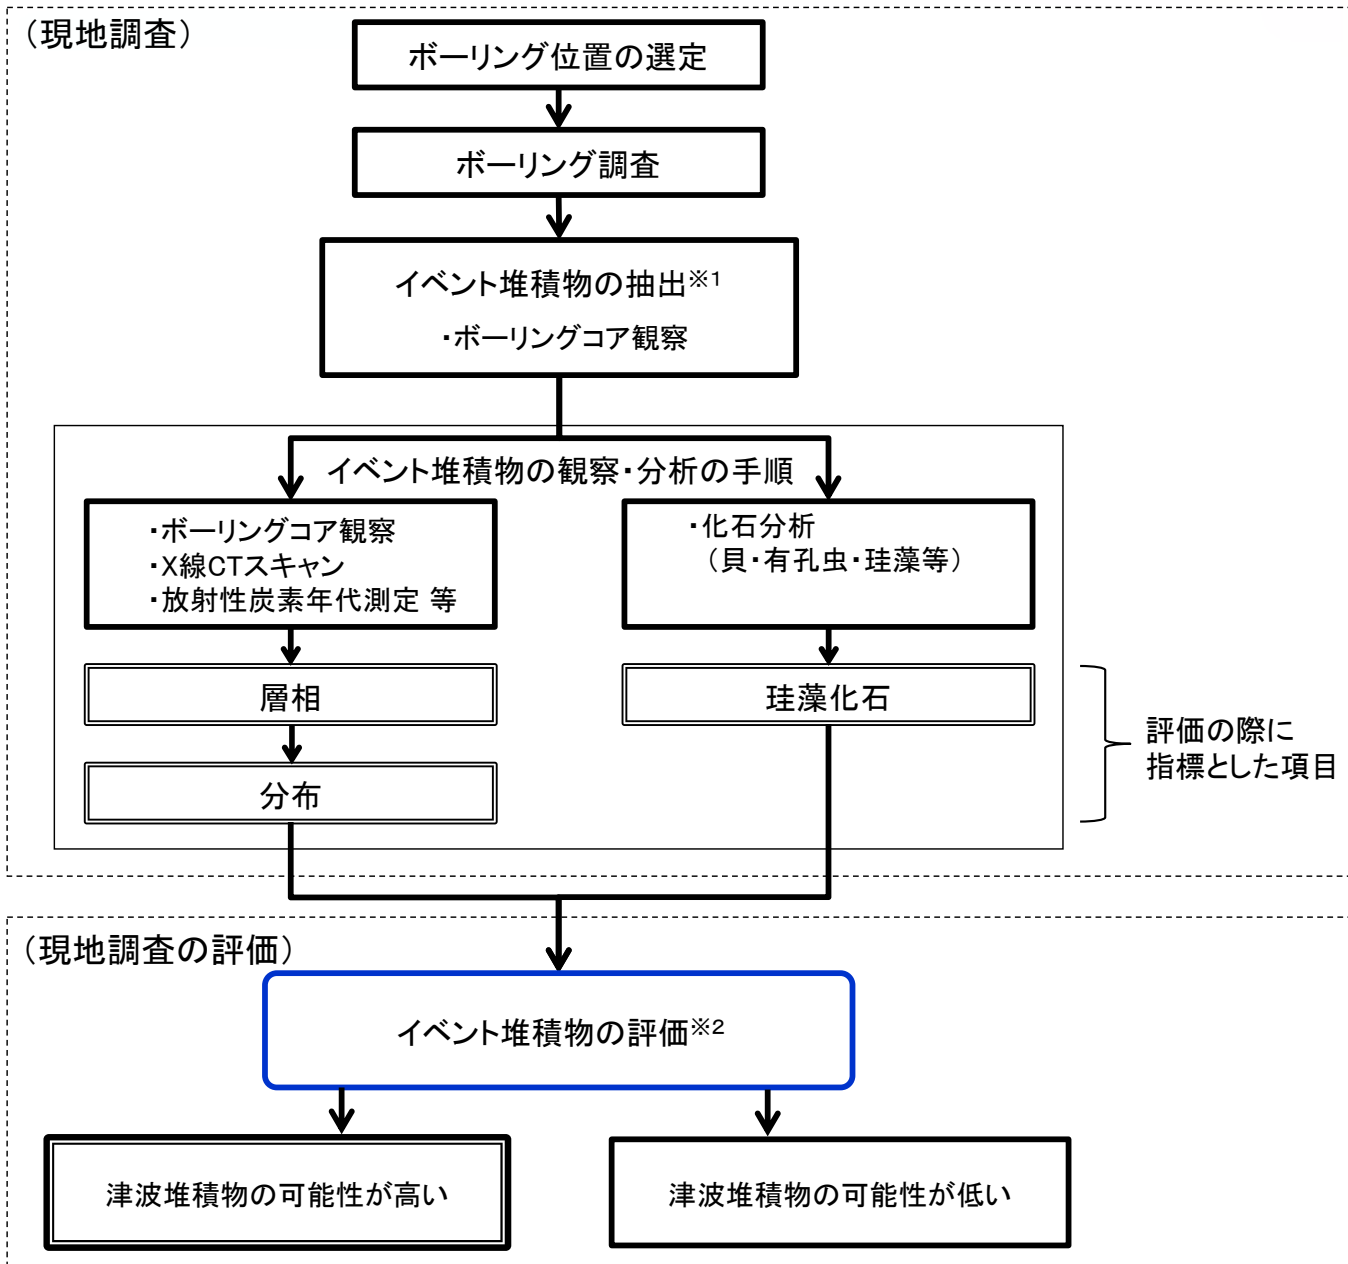 （現地調査）
ボーリング位置の選定
ボーリング調査
イベント堆積物の抽出※1
・ボーリングコア観察
イベント堆積物の観察・分析の手順
・ボーリングコア観察
・X線CTスキャン
・放射性炭素年代測定 等
・化石分析
（貝・有孔虫・珪藻等）
層相
珪藻化石
分布
評価の際に
指標とした項目
（現地調査の評価）
イベント堆積物の評価※2
津波堆積物の可能性が高い
津波堆積物の可能性が低い